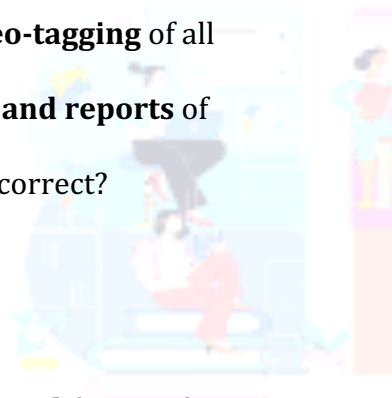 eo-tagging of all
and reports of
correct?